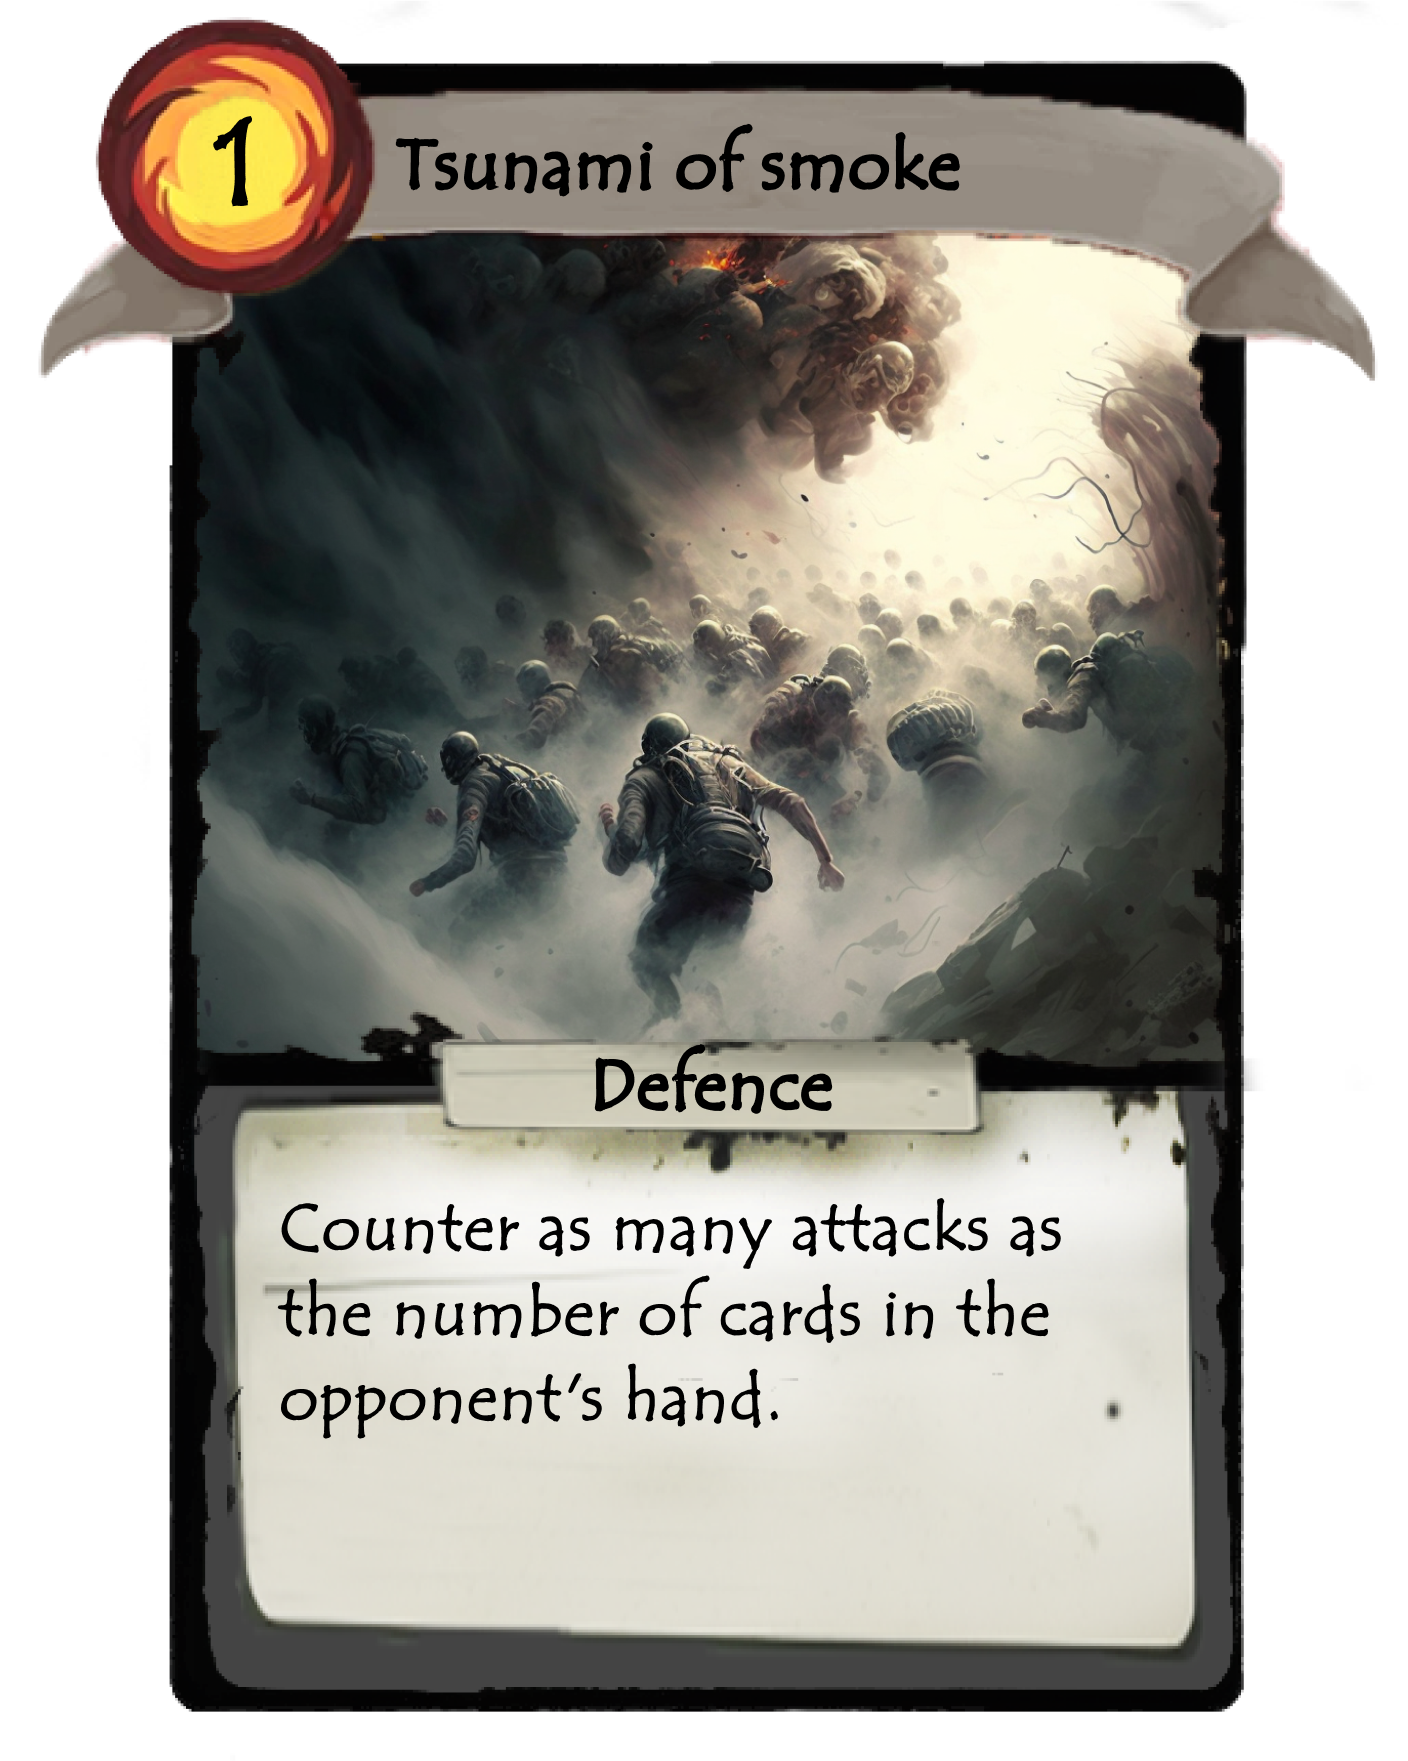 1
Tsunami of smoke
Defence
Counter as many attacks as
the number of cards in the
opponent's hand.